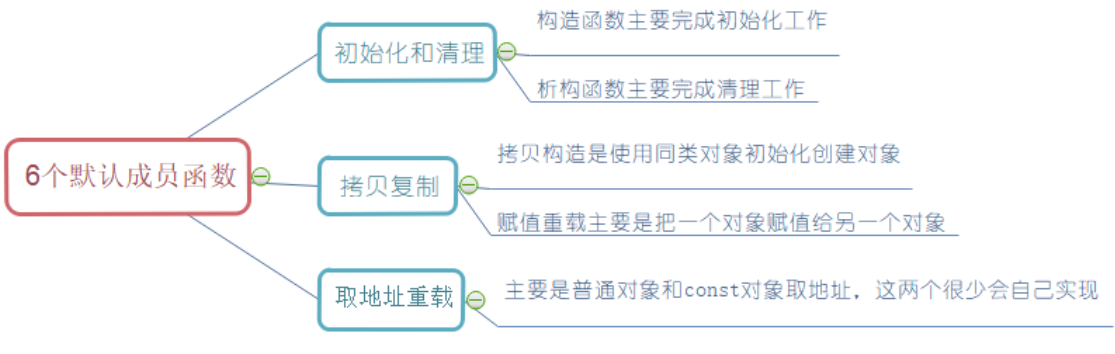 6个默认成员函数
初始化和清理
构造函数主要完成初始化工作
析构函数主要完成清理工作
拷贝复制
拷贝构造是使用同类对象初始化创建对象
赋值重载主要是把一个对象赋值给另一个对象
取地址重载
主要是普通对象和const对象取地址，这两个很少会自己实现